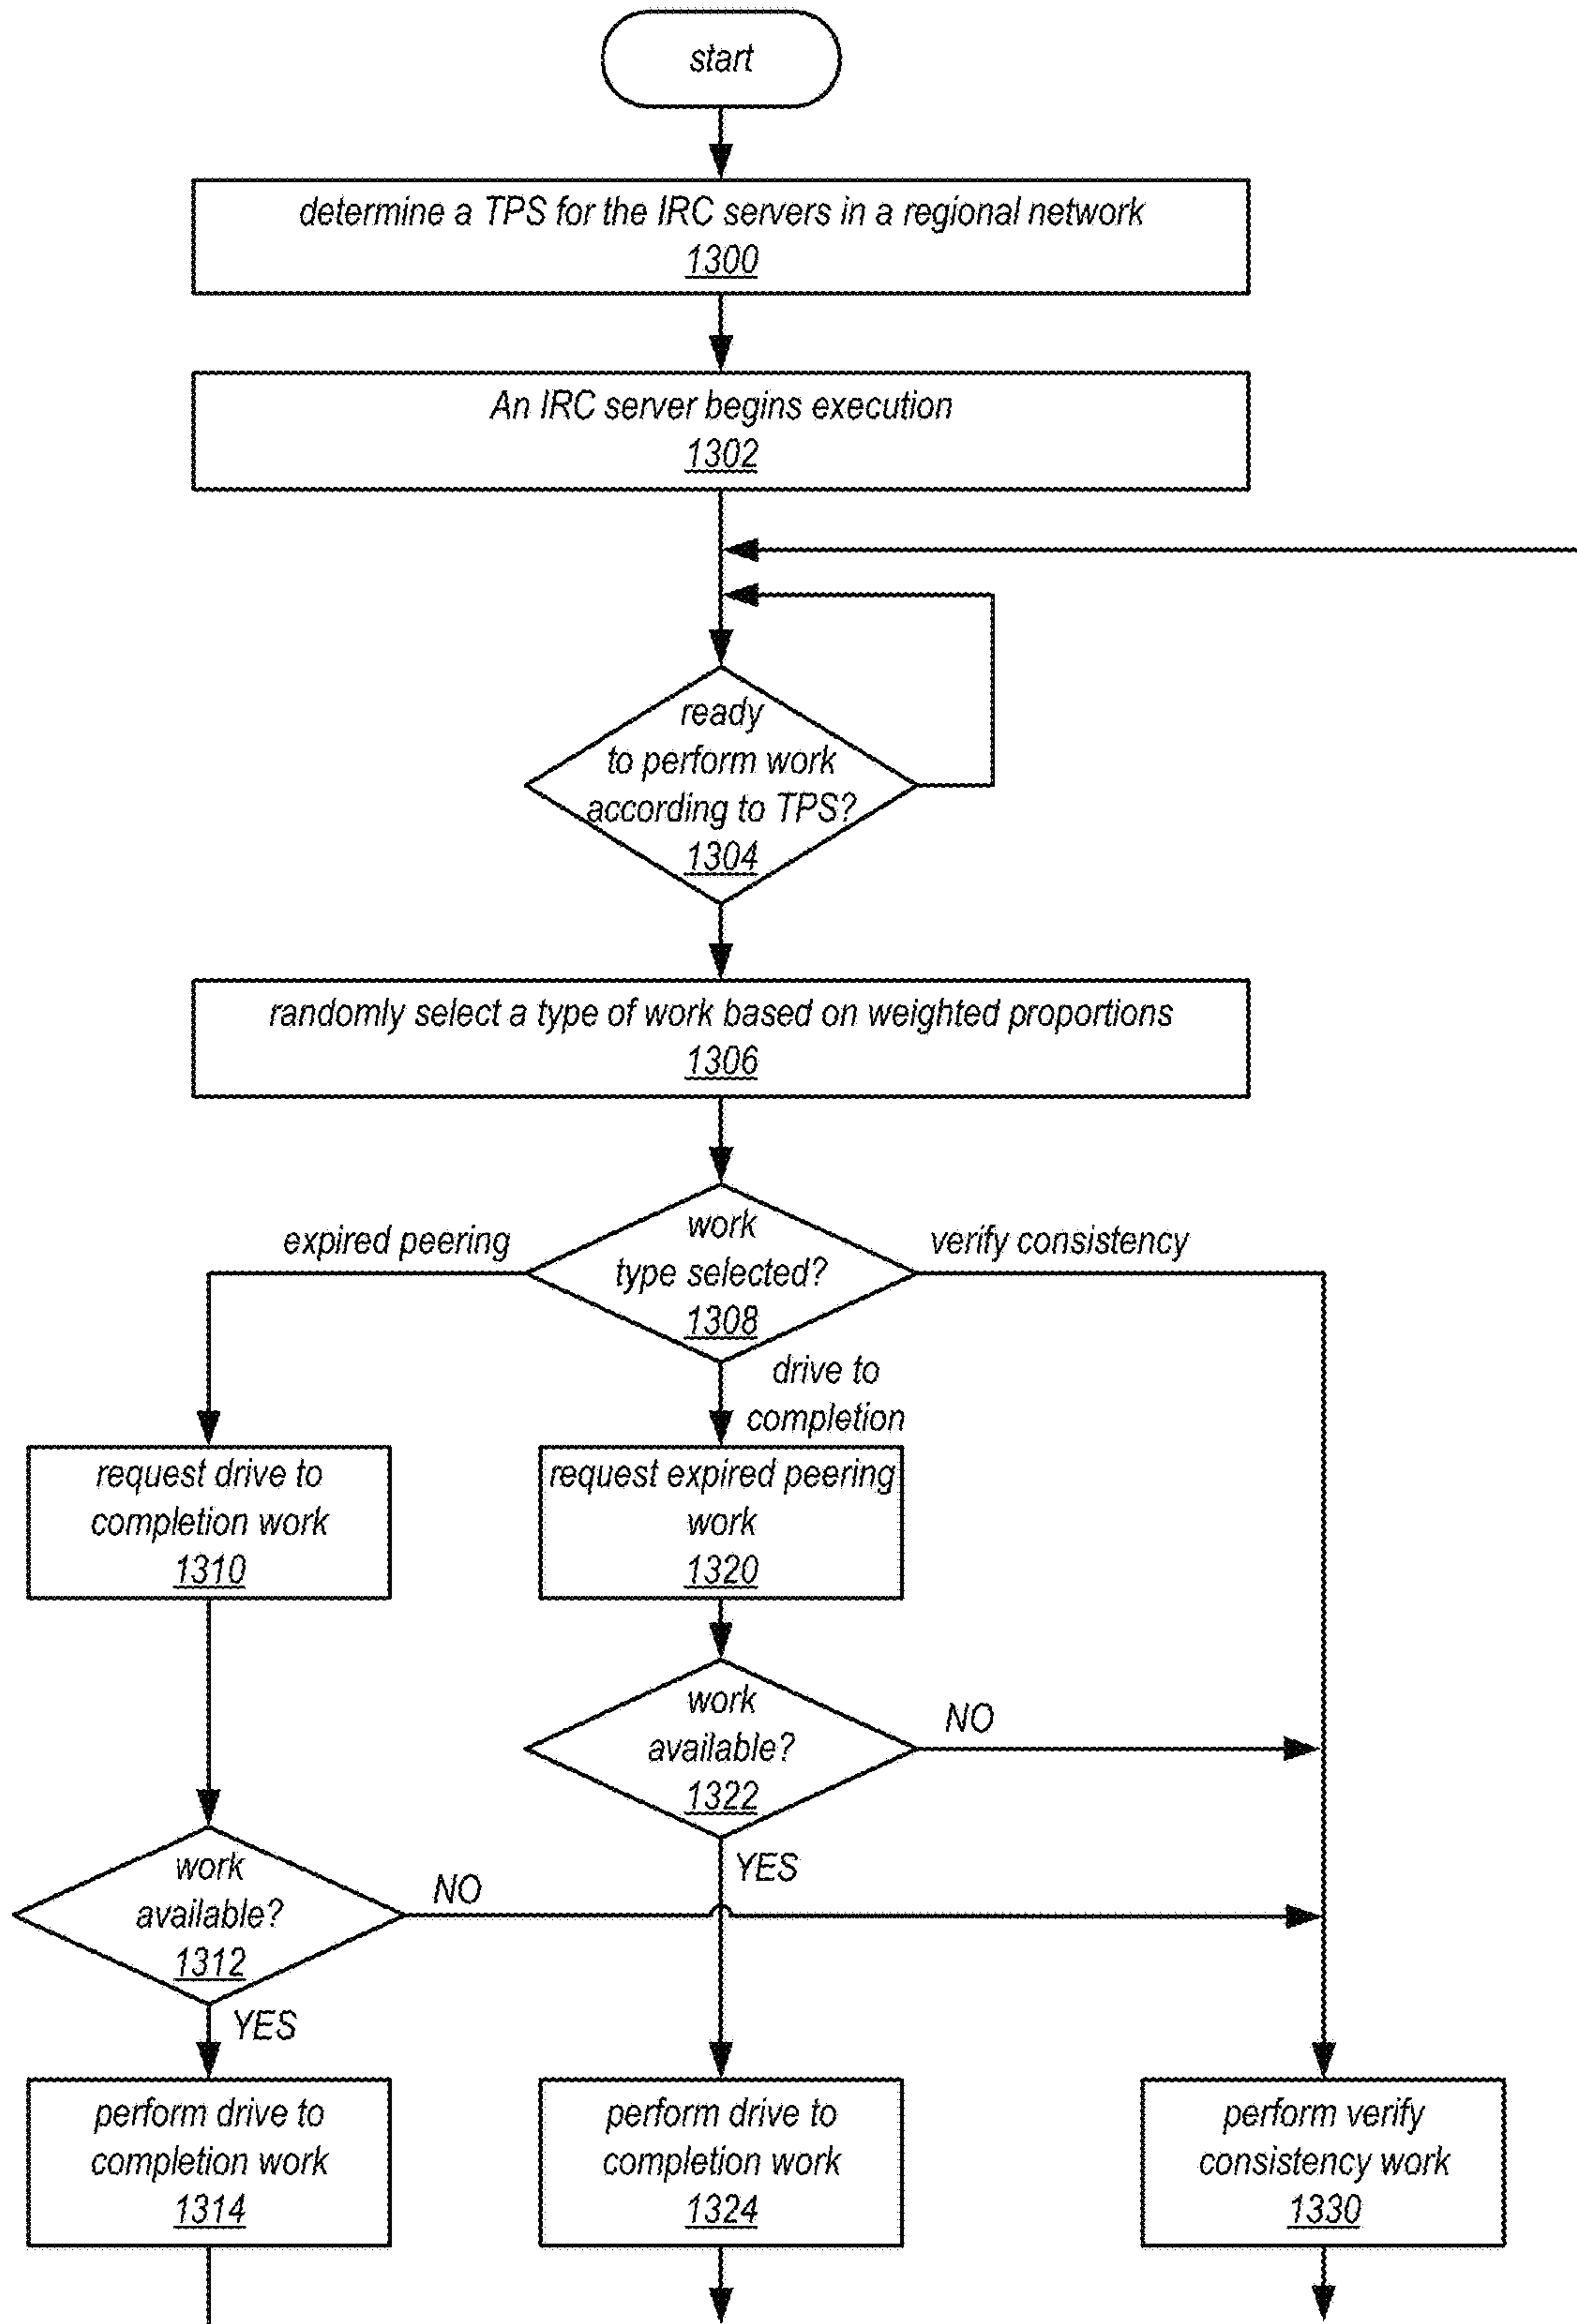 start
determine a TPS for the IRC servers in a regional network
1300
An IRC server begins execution
1302
ready
to perform work
according to TPS?
1304
randomly select a type of work based on weighted proportions
1306
expired peering
work
type selected?
1308
verify consistency
drive to
completion
request drive to
completion work
1310
request expired peering
work
1320
work
available?
1322
NO
YES
work
available?
1312
NO
YES
perform drive to
completion work
1314
perform drive to
completion work
1324
perform verify
consistency work
1330